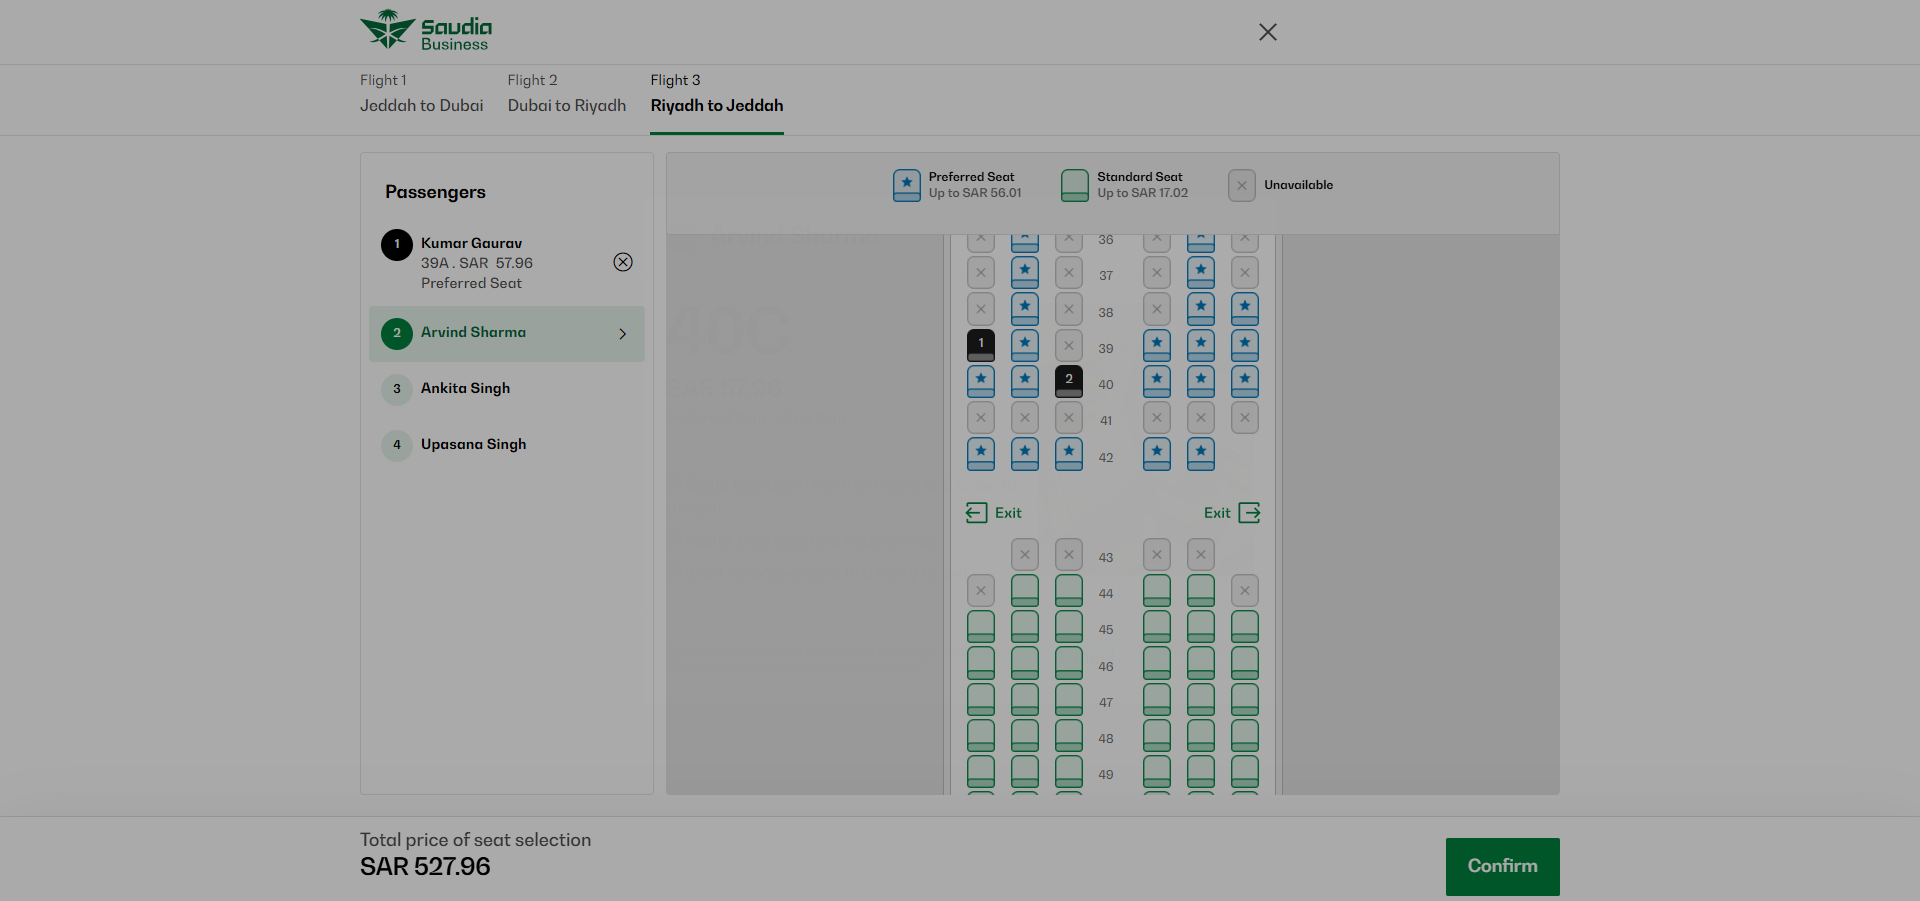 Saudia
Business
Flight 1
Jeddah to Dubai
Flight 2
Dubai to Riyadh
Flight 3
Riyadh to Jeddah
Passengers
1
Kumar Gaurav
39A . SAR 57.96
Preferred Seat
2
Arvind Sharma
3
Ankita Singh
4
Upasana Singh
Preferred Seat
Up to SAR 56.01
Standard Seat
Up to SAR 17.02
Unavailable
Arvind Sharma
40C
36
37
38
1
39
2
40
41
42
Exit
Exit
43
44
45
46
47
48
49
Total price of seat selection
SAR 527.96
Confirm